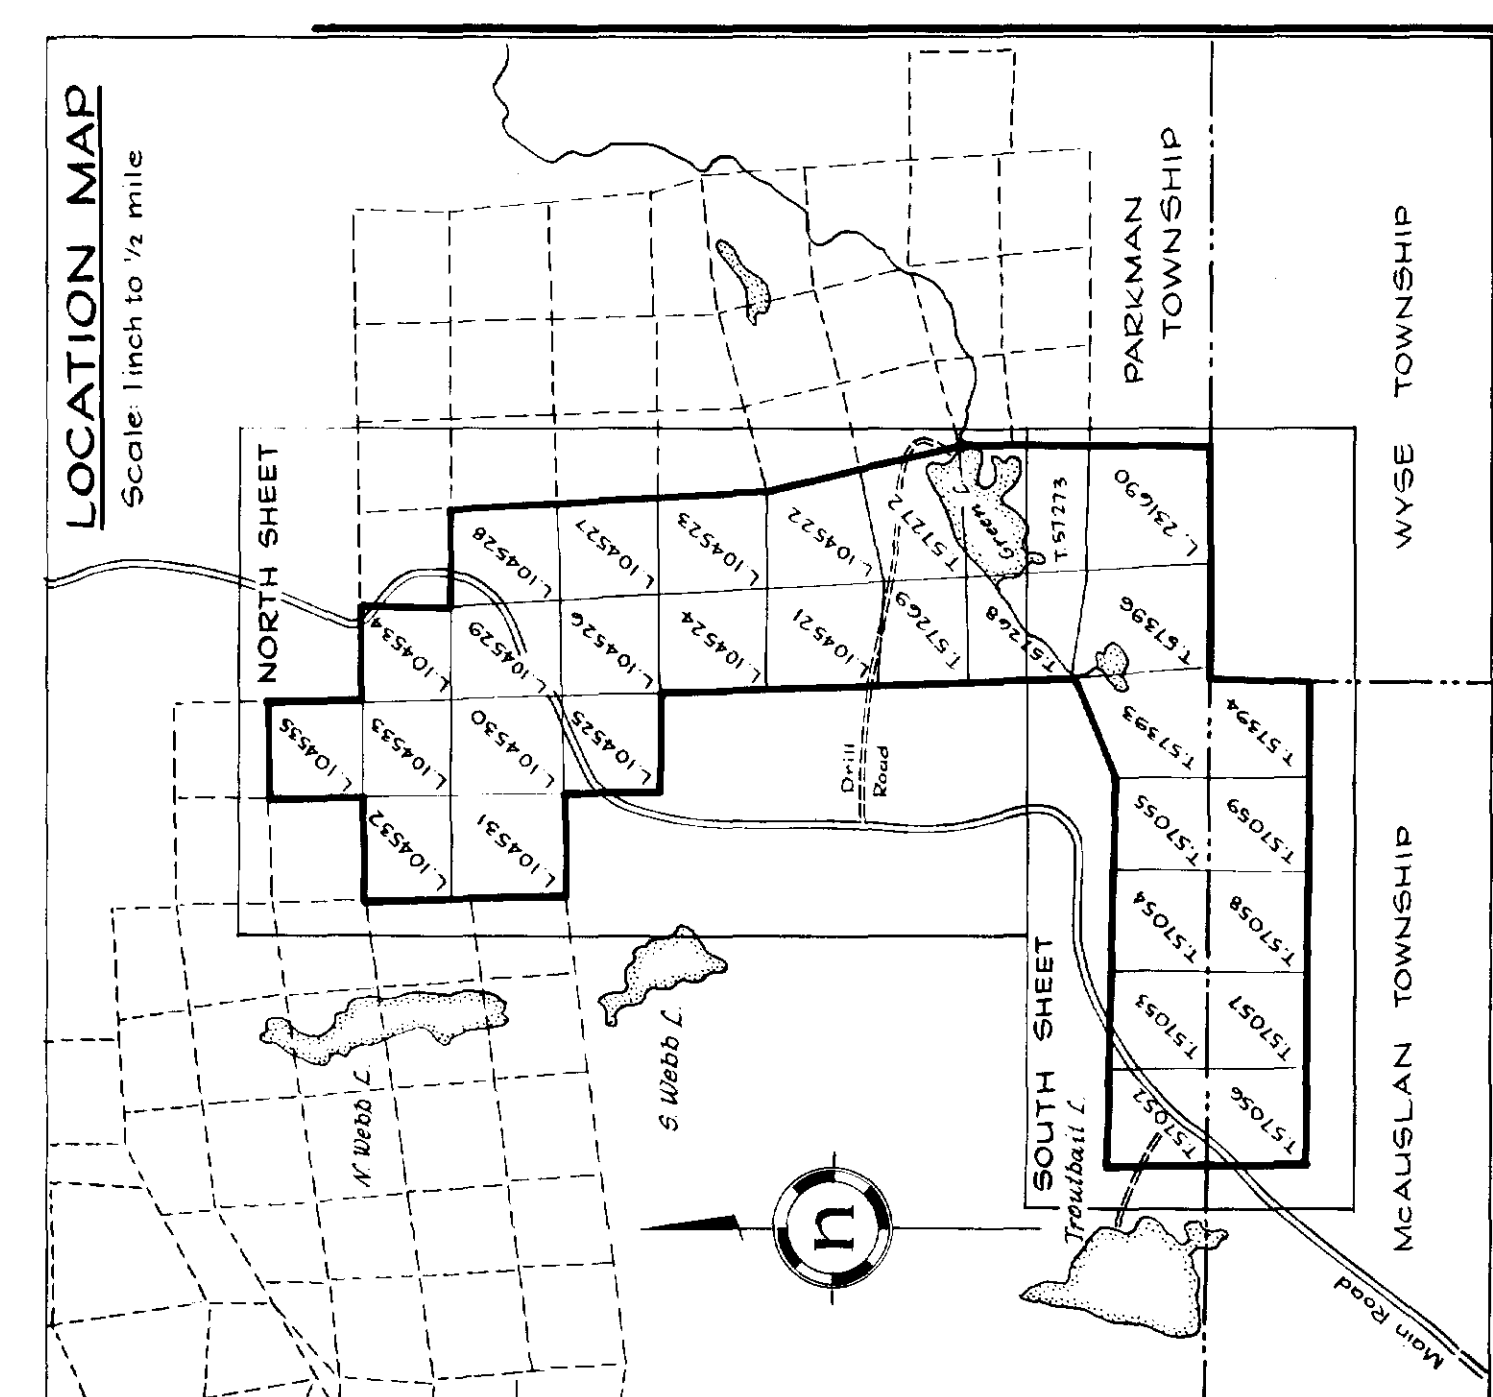 LOCATION MAP
Scale: 1 inch to 1/2 mile
NORTH SHEET
PARKMAN
TOWNSHIP
WYSE TOWNSHIP
L.104528
L.104527
L.104523
L.104522
T.57272
Green L.
T.57273
L.231690
L.104534
L.104529
L.104526
L.104524
L.104521
T.57269
T.57268
T.67396
L.104535
L.104533
L.104530
L.104525
T.57393
T.57394
Drill
Road
L.104532
L.104531
T.57055
T.57059
T.57054
T.57058
T.57053
T.57057
T.57052
T.57056
SOUTH SHEET
McAUSLAN TOWNSHIP
N. Webb L.
S. Webb L.
Troutbail L.
n
Main Road